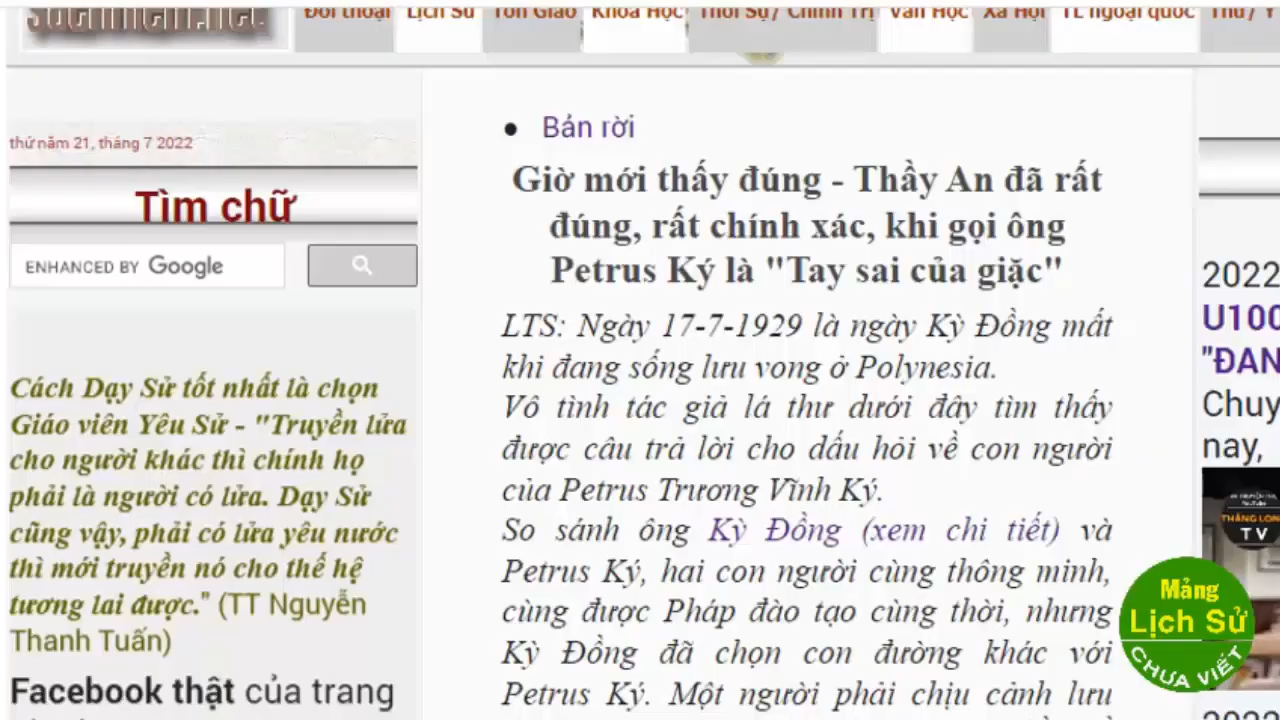 sachhiem.net
Đối thoại Lịch Sử Tôn Giáo Khoa Học Thời Sự / Chính Trị Văn Học Xã Hội TL ngoại quốc Thư / Ý
thứ năm 21, tháng 7 2022
Tìm chữ
ENHANCED BY Google
Cách Dạy Sử tốt nhất là chọn
Giáo viên Yêu Sử - "Truyền lửa
cho người khác thì chính họ
phải là người có lửa. Dạy Sử
cũng vậy, phải có lửa yêu nước
thì mới truyền nó cho thế hệ
tương lai được." (TT Nguyễn
Thanh Tuấn)
Facebook thật của trang
• Bản rời
Giờ mới thấy đúng - Thầy An đã rất
đúng, rất chính xác, khi gọi ông
Petrus Ký là "Tay sai của giặc"
LTS: Ngày 17-7-1929 là ngày Kỳ Đồng mất
khi đang sống lưu vong ở Polynesia.
Vô tình tác giả lá thư dưới đây tìm thấy
được câu trả lời cho dấu hỏi về con người
của Petrus Trương Vĩnh Ký.
So sánh ông Kỳ Đồng (xem chi tiết) và
Petrus Ký, hai con người cùng thông minh,
cùng được Pháp đào tạo cùng thời, nhưng
Kỳ Đồng đã chọn con đường khác với
Petrus Ký. Một người phải chịu cảnh lưu
2022
U100
"ĐAN
Chuy
nay,
THĂNG LONG
TV
Mảng
Lịch Sử
CHƯA VIẾT